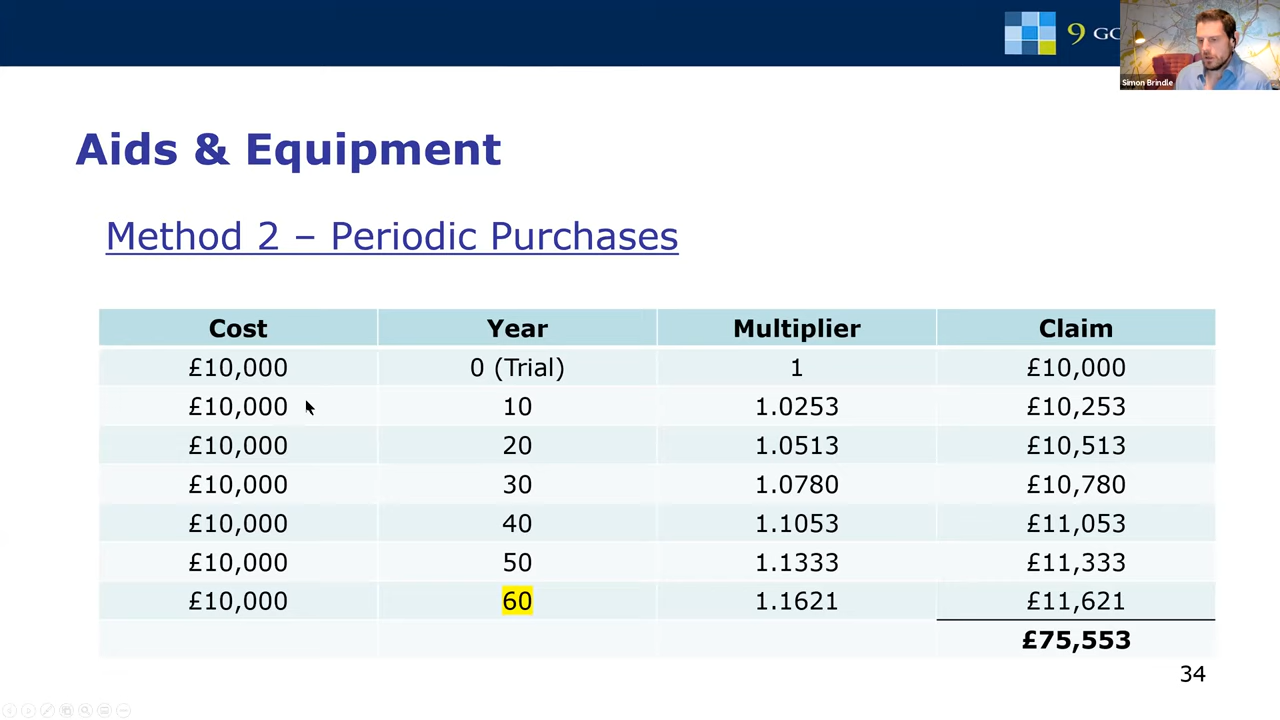 9 GO
Simon Brindle
Aids & Equipment
Method 2 – Periodic Purchases
Cost Year Multiplier Claim
£10,000 0 (Trial) 1 £10,000
£10,000 10 1.0253 £10,253
£10,000 20 1.0513 £10,513
£10,000 30 1.0780 £10,780
£10,000 40 1.1053 £11,053
£10,000 50 1.1333 £11,333
£10,000 60 1.1621 £11,621
£75,553
34